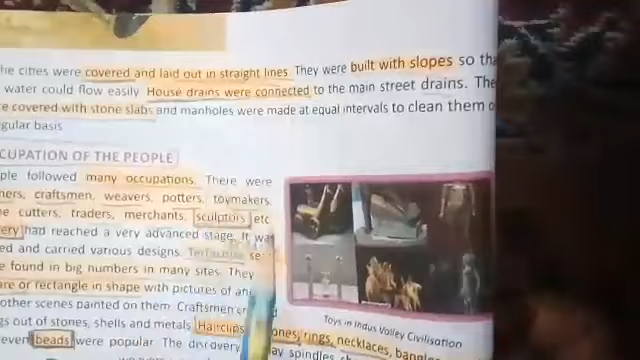 he cities were covered and laid out in straight lines. They were built with slopes so tha
water could flow easily. House drains were connected to the main street drains. The
e covered with stone slabs and manholes were made at equal intervals to clean them o
gular basis
CUPATION OF THE PEOPLE
ple followed many occupations. There were
ners, craftsmen, weavers, potters, toymakers,
e cutters, traders, merchants, sculptors etc
ery had reached a very advanced stage. It was
ed and carried various designs. Terracotta se
e found in big numbers in many sites. They
are or rectangle in shape with pictures of an
other scenes painted on them. Craftsmen
gs out of stones, shells and metals. Hairclips
ones, rings, necklaces, bangle
even beads were popular. The discovery
ay spindles
Toys in Indus Valley Civilisation